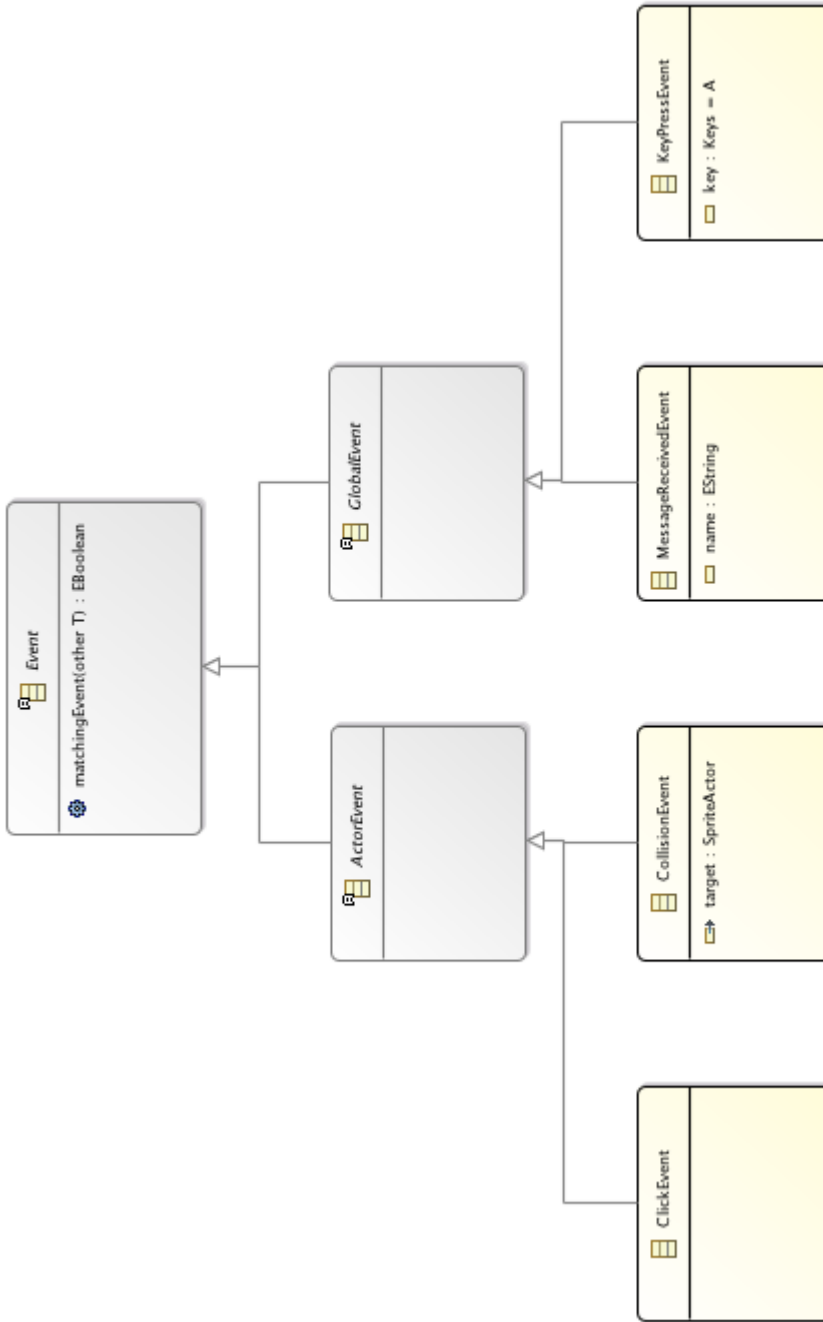 Event
matchingEvent(other T) : EBoolean
ActorEvent
GlobalEvent
ClickEvent
CollisionEvent
target : SpriteActor
MessageReceivedEvent
name : EString
KeyPressEvent
key : Keys = A